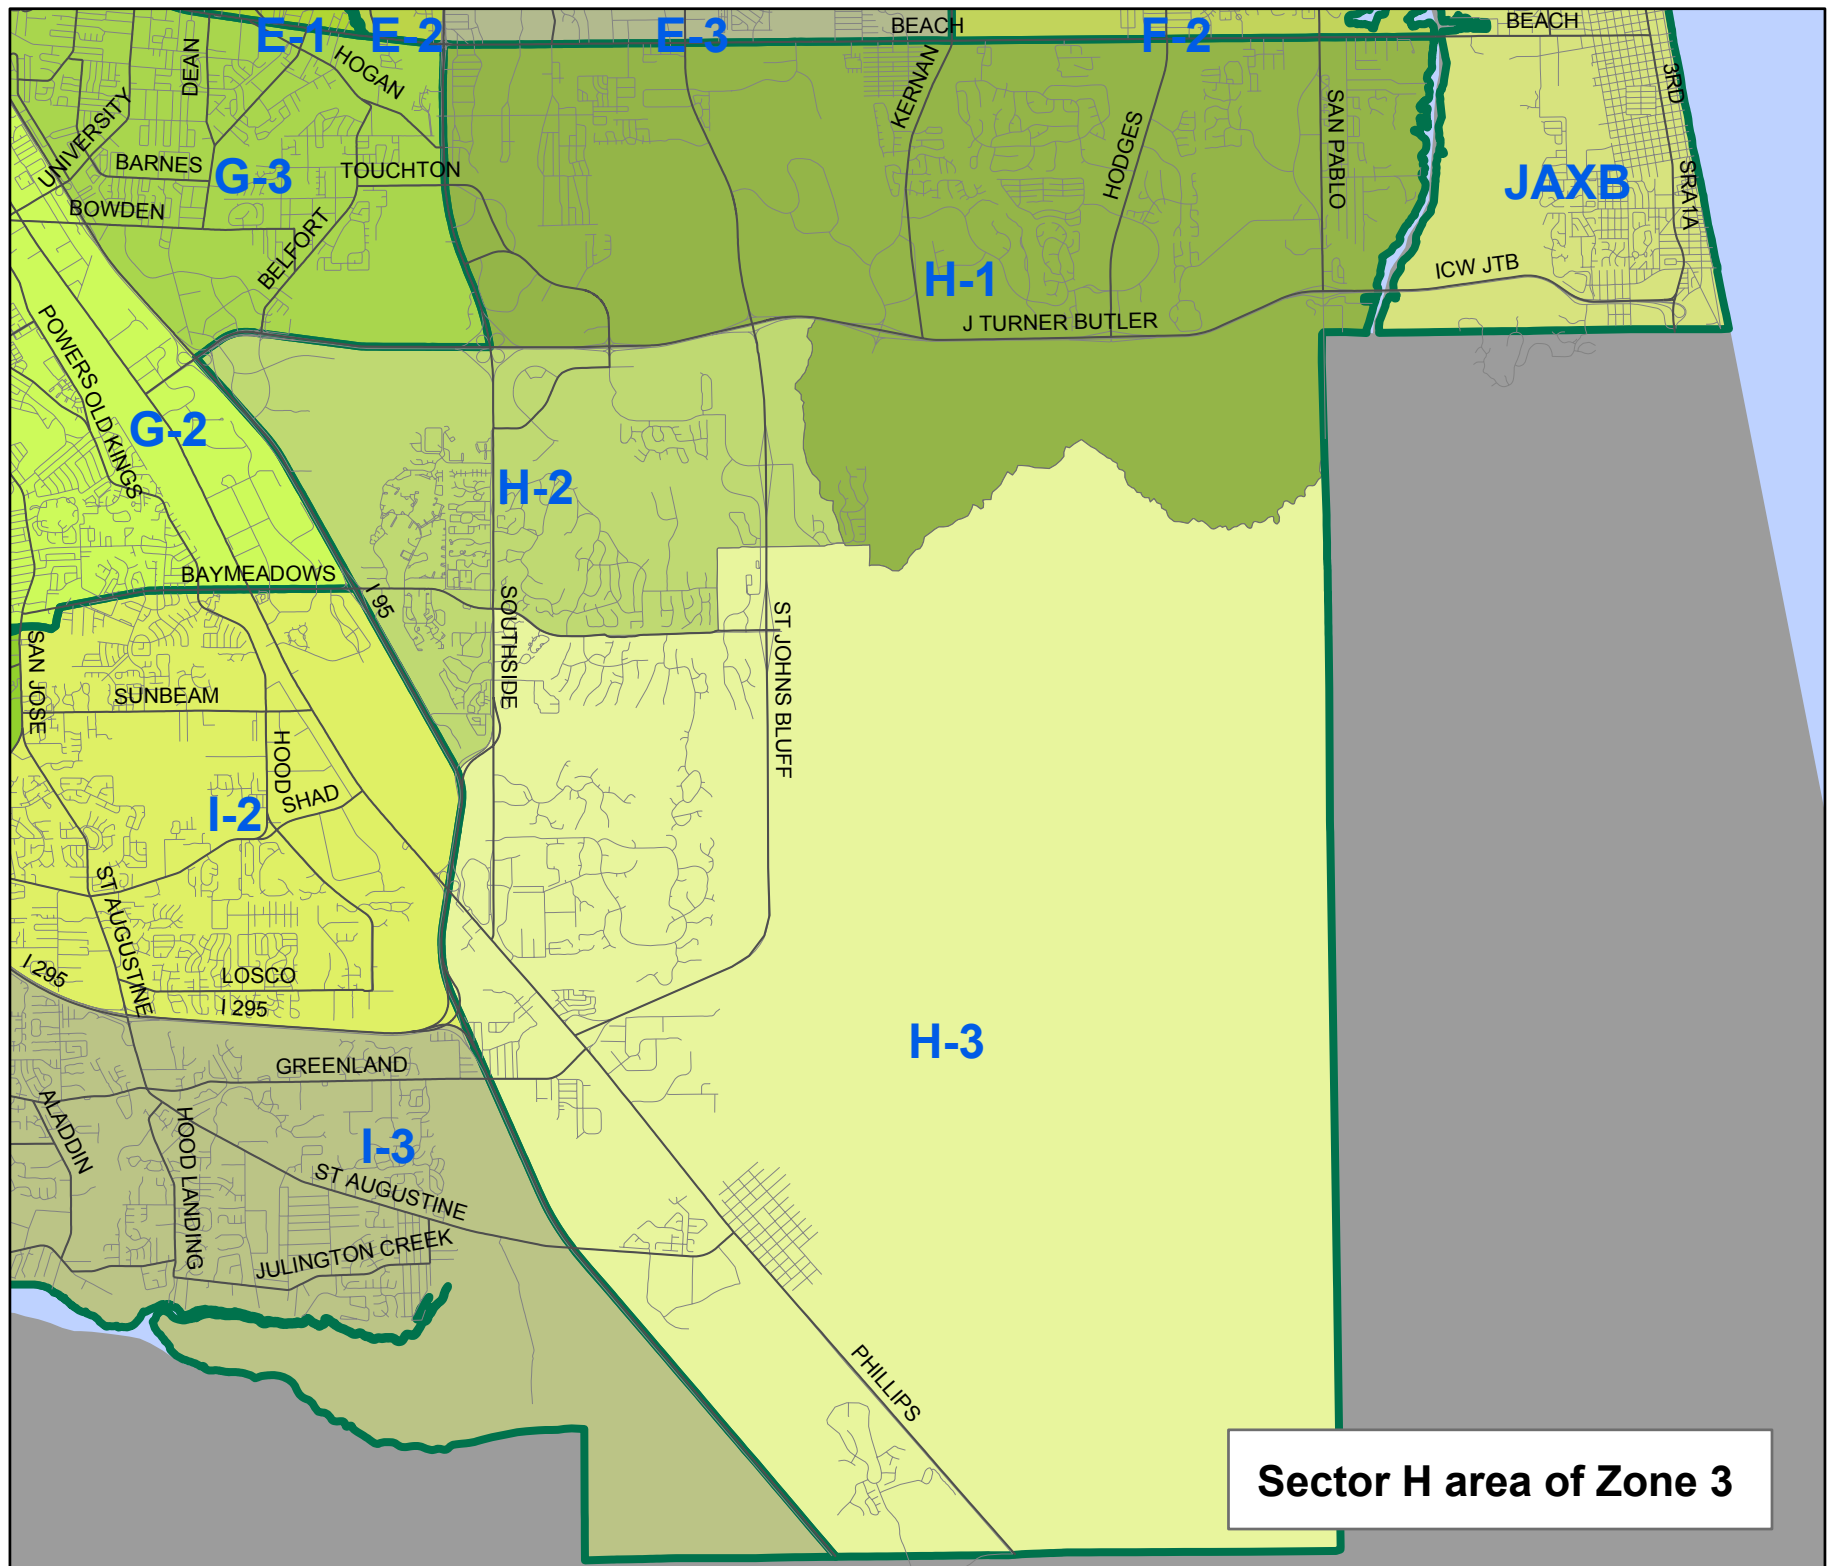 E-1
E-2
E-3
BEACH
F-2
BEACH
DEAN
HOGAN
KERNAN
3RD
UNIVERSITY
BARNES
G-3
TOUCHTON
HODGES
SAN PABLO
JAXB
SRA1A
BOWDEN
BELFORT
H-1
ICW JTB
J TURNER BUTLER
POWERS
OLD KINGS
G-2
H-2
BAYMEADOWS
I 95
SOUTHSIDE
ST JOHNS BLUFF
SAN JOSE
SUNBEAM
HOOD
SHAD
I-2
ST AUGUSTINE
I 295
LOSCO
I 295
H-3
GREENLAND
ALADDIN
HOOD LANDING
I-3
ST AUGUSTINE
JULINGTON CREEK
PHILLIPS
Sector H area of Zone 3